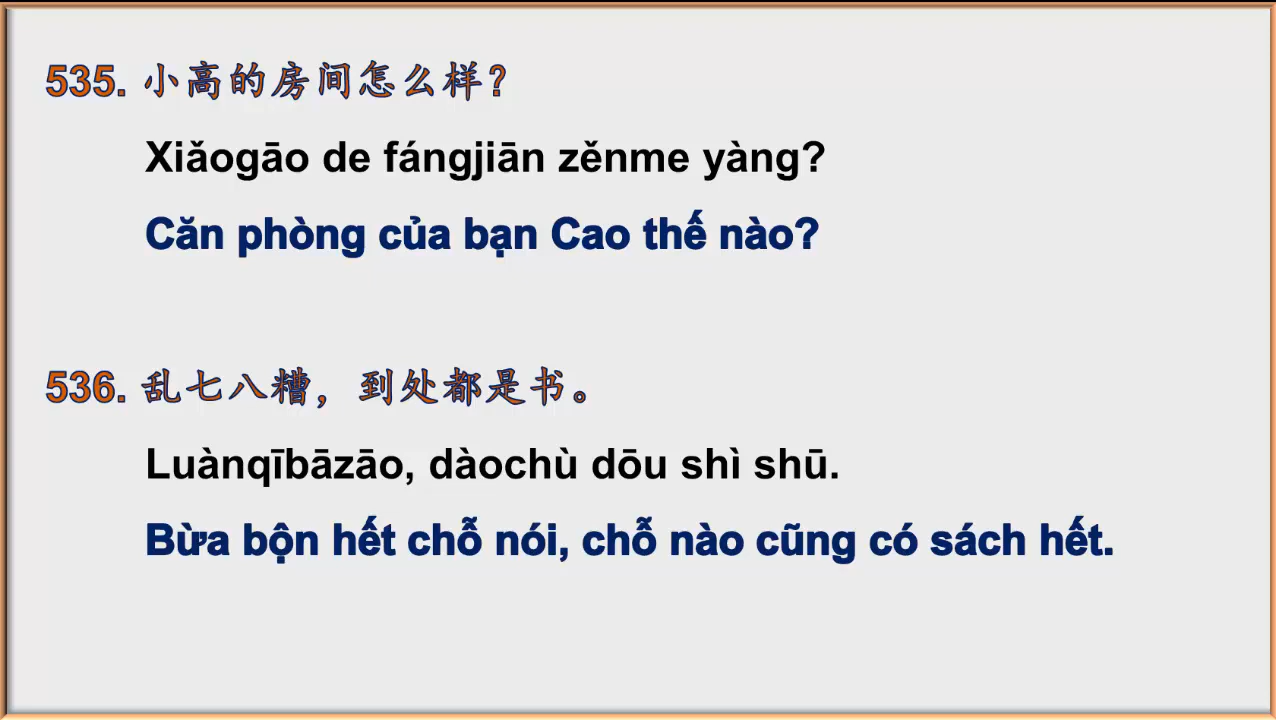 535. 小高的房间怎么样？
Xiǎogāo de fángjiān zěnme yàng?
Căn phòng của bạn Cao thế nào?
536. 乱七八糟，到处都是书。
Luànqībāzāo, dàochù dōu shì shū.
Bừa bộn hết chỗ nói, chỗ nào cũng có sách hết.